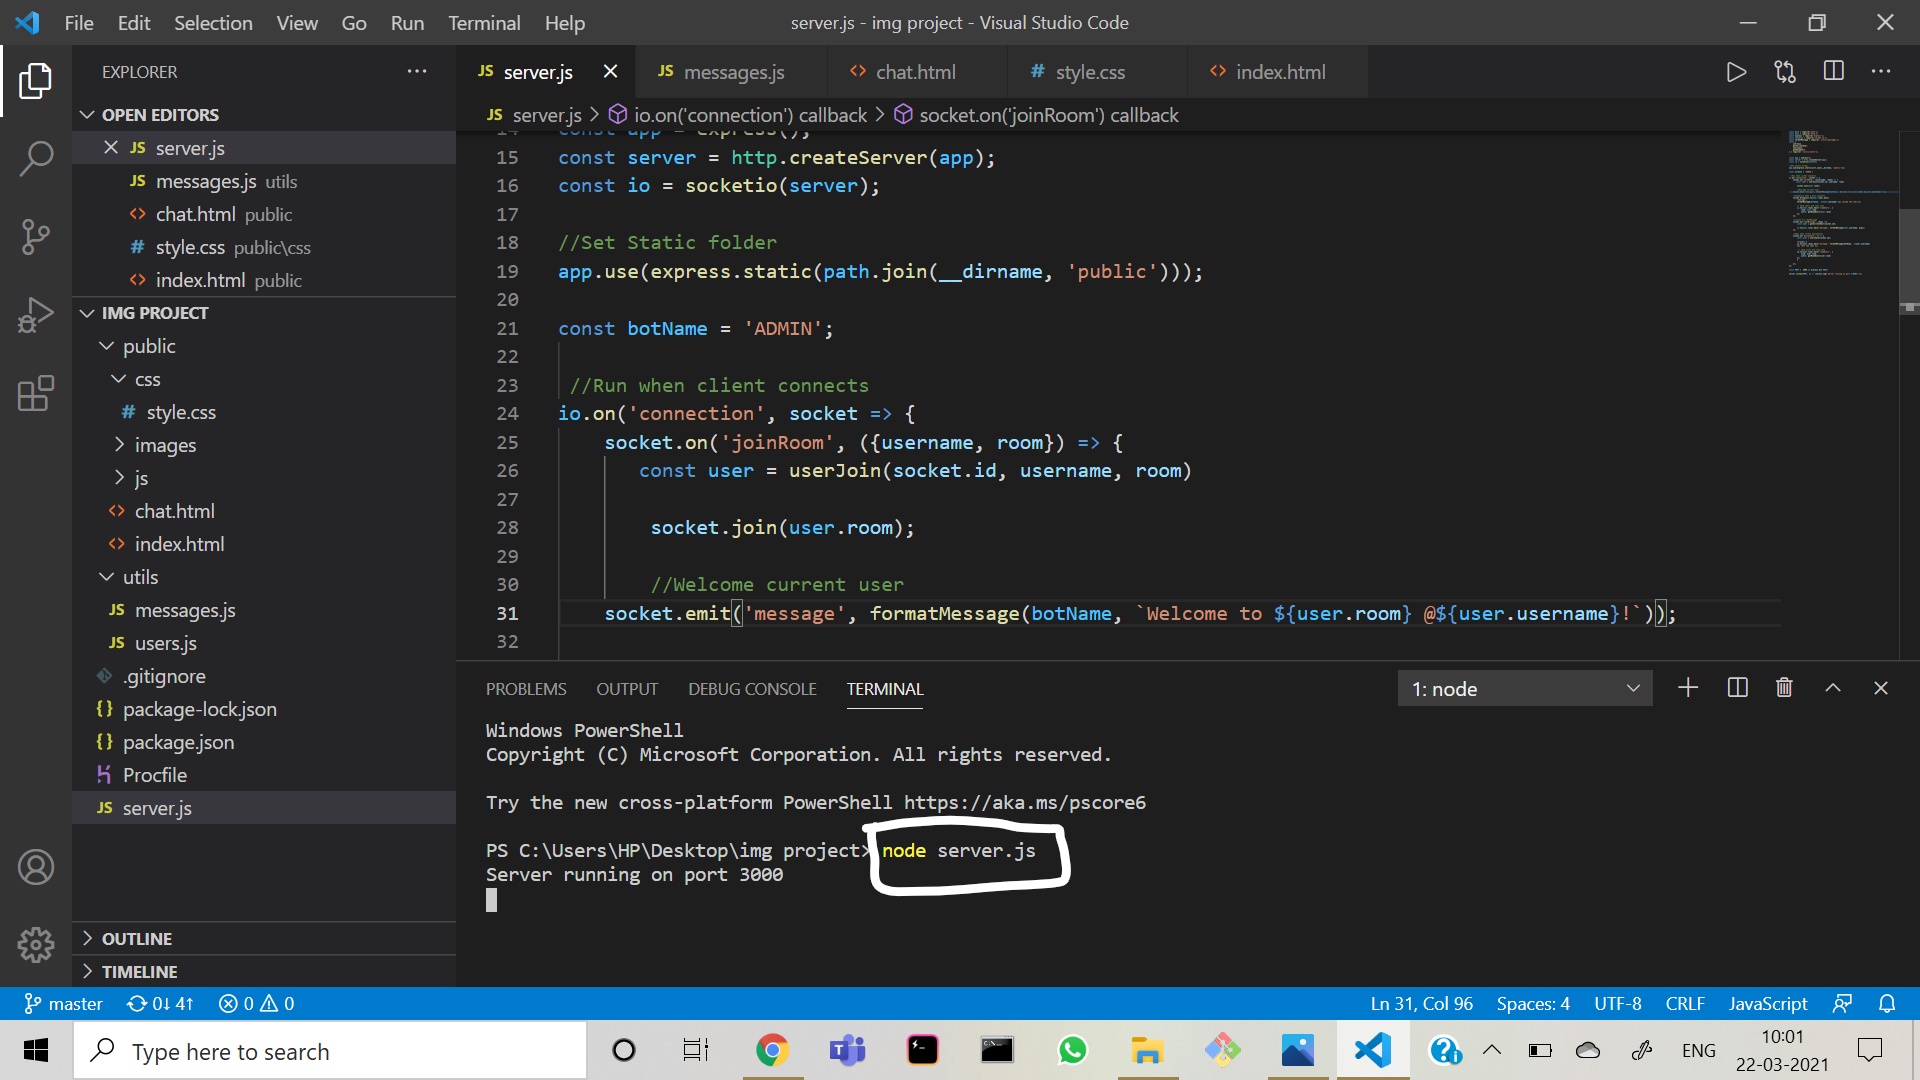 File Edit Selection View Go Run Terminal Help
server.js - img project - Visual Studio Code
EXPLORER
OPEN EDITORS
JS server.js
JS messages.js utils
<> chat.html public
# style.css public\css
<> index.html public
IMG PROJECT
public
css
# style.css
images
js
<> chat.html
<> index.html
utils
JS messages.js
JS users.js
.gitignore
{} package-lock.json
{} package.json
Procfile
JS server.js
OUTLINE
TIMELINE
JS server.js
JS messages.js
<> chat.html
# style.css
<> index.html
JS server.js > io.on('connection') callback > socket.on('joinRoom') callback
14 const app = express();
15 const server = http.createServer(app);
16 const io = socketio(server);
17
18 //Set Static folder
19 app.use(express.static(path.join(__dirname, 'public')));
20
21 const botName = 'ADMIN';
22
23 //Run when client connects
24 io.on('connection', socket => {
25 socket.on('joinRoom', ({username, room}) => {
26 const user = userJoin(socket.id, username, room)
27
28 socket.join(user.room);
29
30 //Welcome current user
31 socket.emit('message', formatMessage(botName, `Welcome to ${user.room} @${user.username}!`));
32
PROBLEMS OUTPUT DEBUG CONSOLE TERMINAL
1: node
Windows PowerShell
Copyright (C) Microsoft Corporation. All rights reserved.
Try the new cross-platform PowerShell https://aka.ms/pscore6
PS C:\Users\HP\Desktop\img project> node server.js
Server running on port 3000
master 0↓ 4↑ 0 0
Ln 31, Col 96 Spaces: 4 UTF-8 CRLF JavaScript
Type here to search
ENG
10:01
22-03-2021